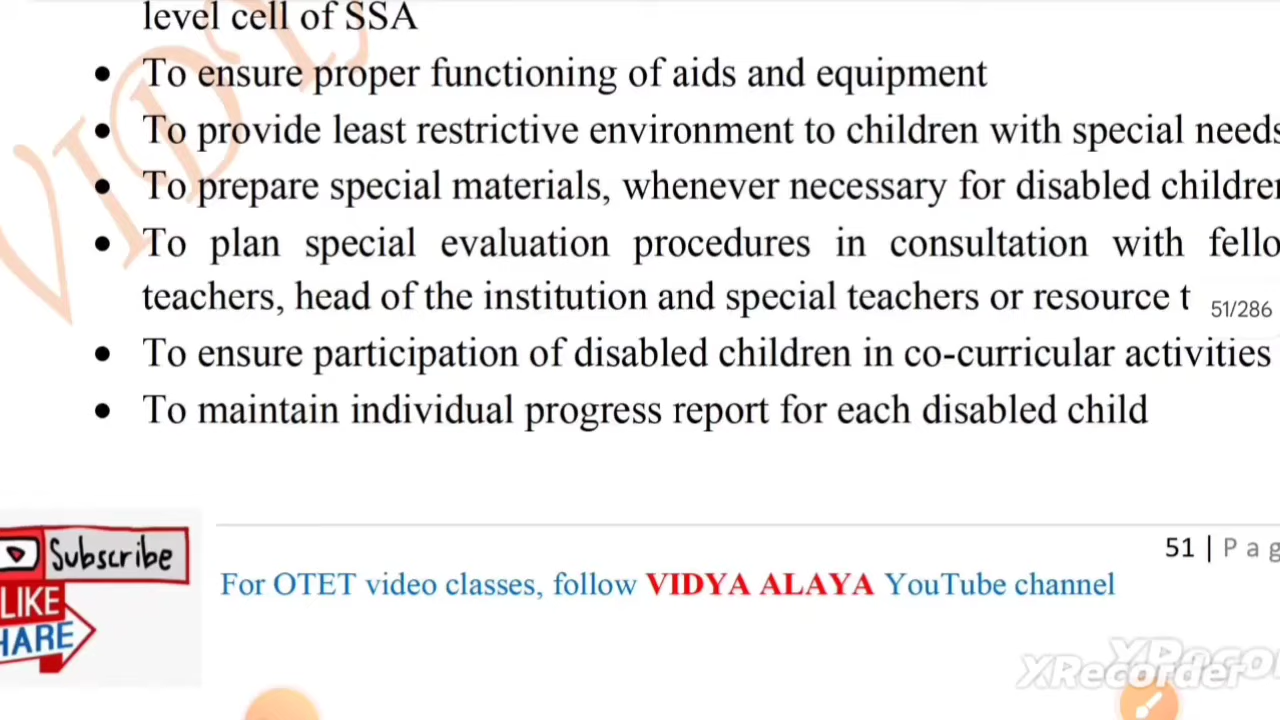 level cell of SSA
• To ensure proper functioning of aids and equipment
• To provide least restrictive environment to children with special needs
• To prepare special materials, whenever necessary for disabled children
• To plan special evaluation procedures in consultation with fello
teachers, head of the institution and special teachers or resource t
51/286
• To ensure participation of disabled children in co-curricular activities
• To maintain individual progress report for each disabled child
51 | P a g
Subscribe
For OTET video classes, follow VIDYA ALAYA YouTube channel
LIKE
HARE
XRecorder
VIDY